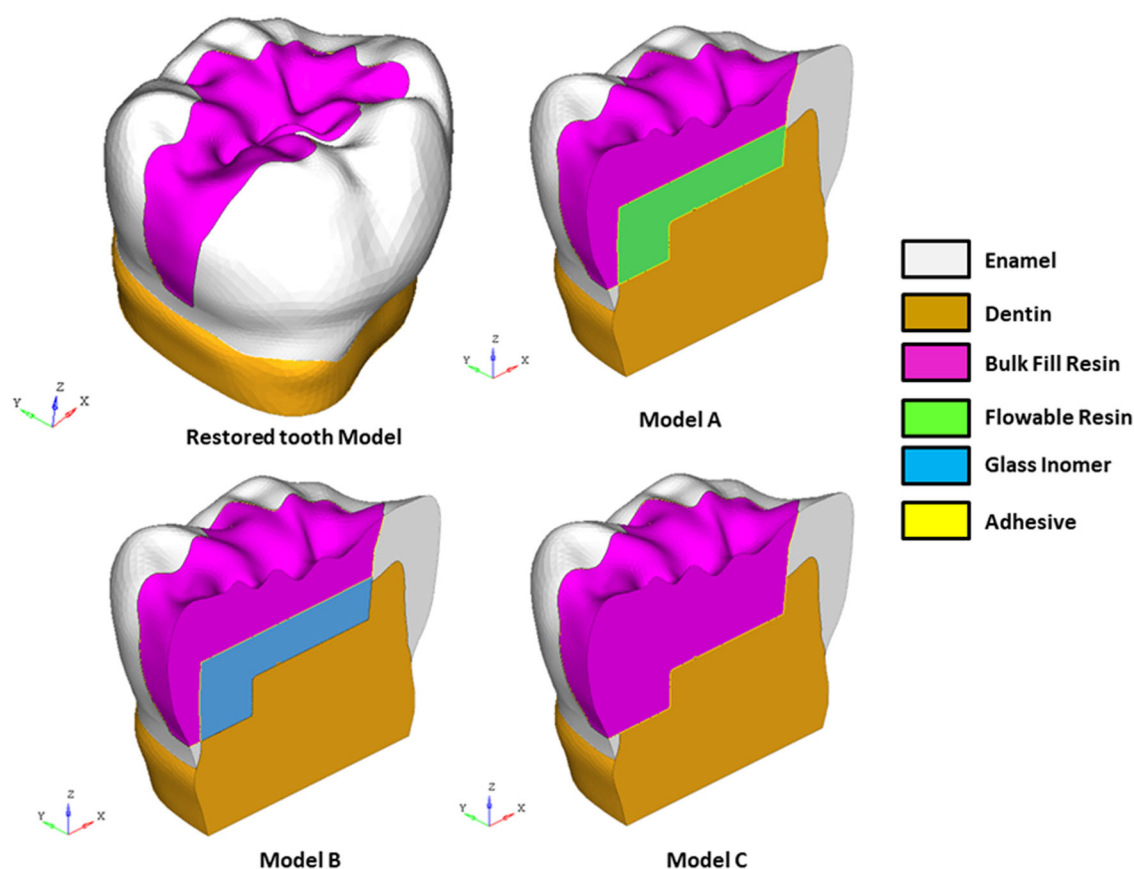 Z
Y
X
Restored tooth Model
Z
Y
X
Model A
Enamel
Dentin
Bulk Fill Resin
Flowable Resin
Glass Inomer
Adhesive
Z
Y
X
Model B
Z
Y
X
Model C